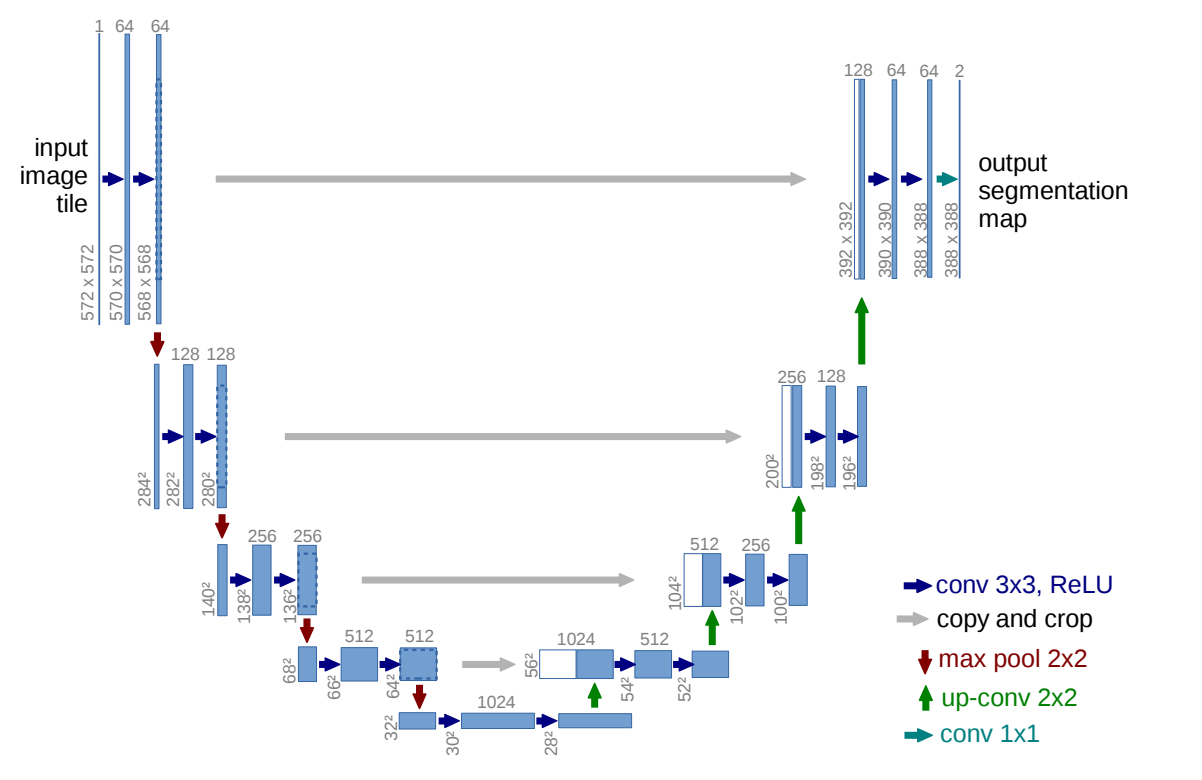 1 64 64
input
image
tile
572 x 572
570 x 570
568 x 568
128 64 64 2
output
segmentation
map
392 x 392
390 x 390
388 x 388
388 x 388
128 128
284²
282²
280²
256 128
200²
198²
196²
256 256
140²
138²
136²
512 256
104²
102²
100²
512 512
68²
66²
64²
1024 512
56²
54²
52²
1024
32²
30²
28²
conv 3x3, ReLU
copy and crop
max pool 2x2
up-conv 2x2
conv 1x1